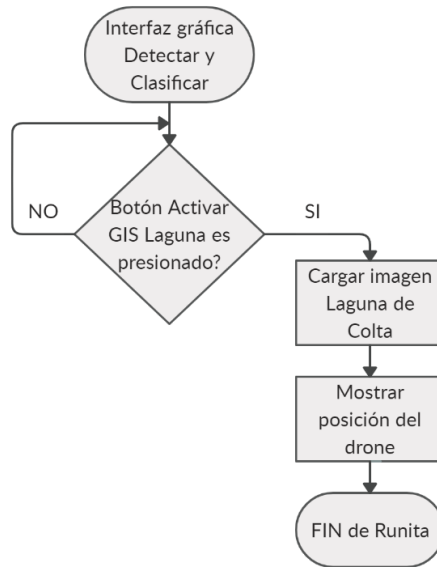 Interfaz gráfica
Detectar y
Clasificar
NO
Botón Activar
GIS Laguna es
presionado?
SI
Cargar imagen
Laguna de
Colta
Mostrar
posición del
drone
FIN de Runita